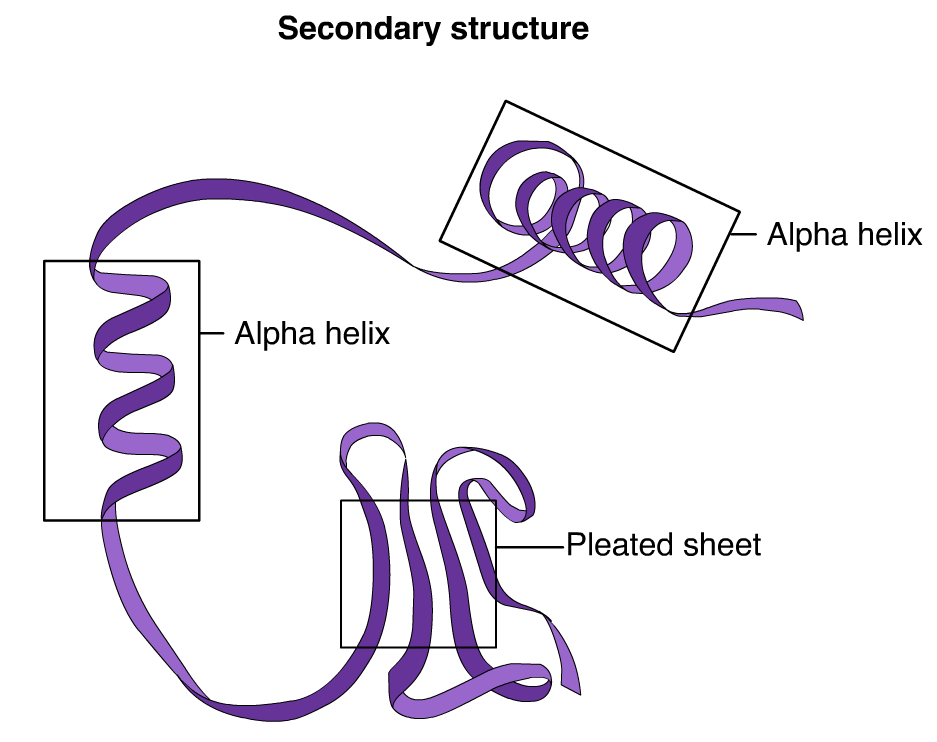 Secondary structure
Alpha helix
Alpha helix
Pleated sheet